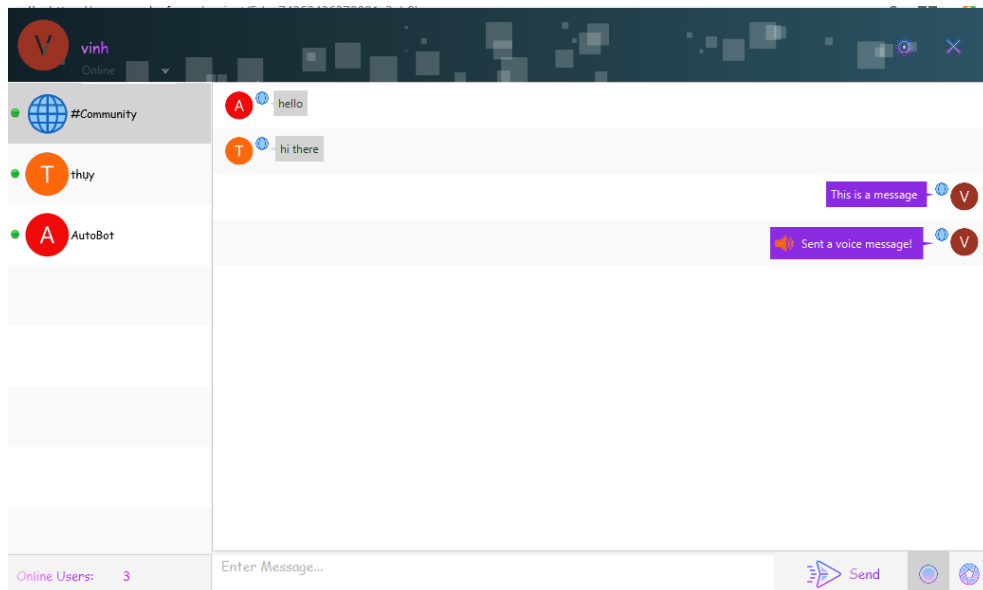 V
vinh
Online
#Community
T
thụy
A
AutoBot
A
hello
T
hi there
This is a message
V
Sent a voice message!
V
Online Users: 3
Enter Message...
Send